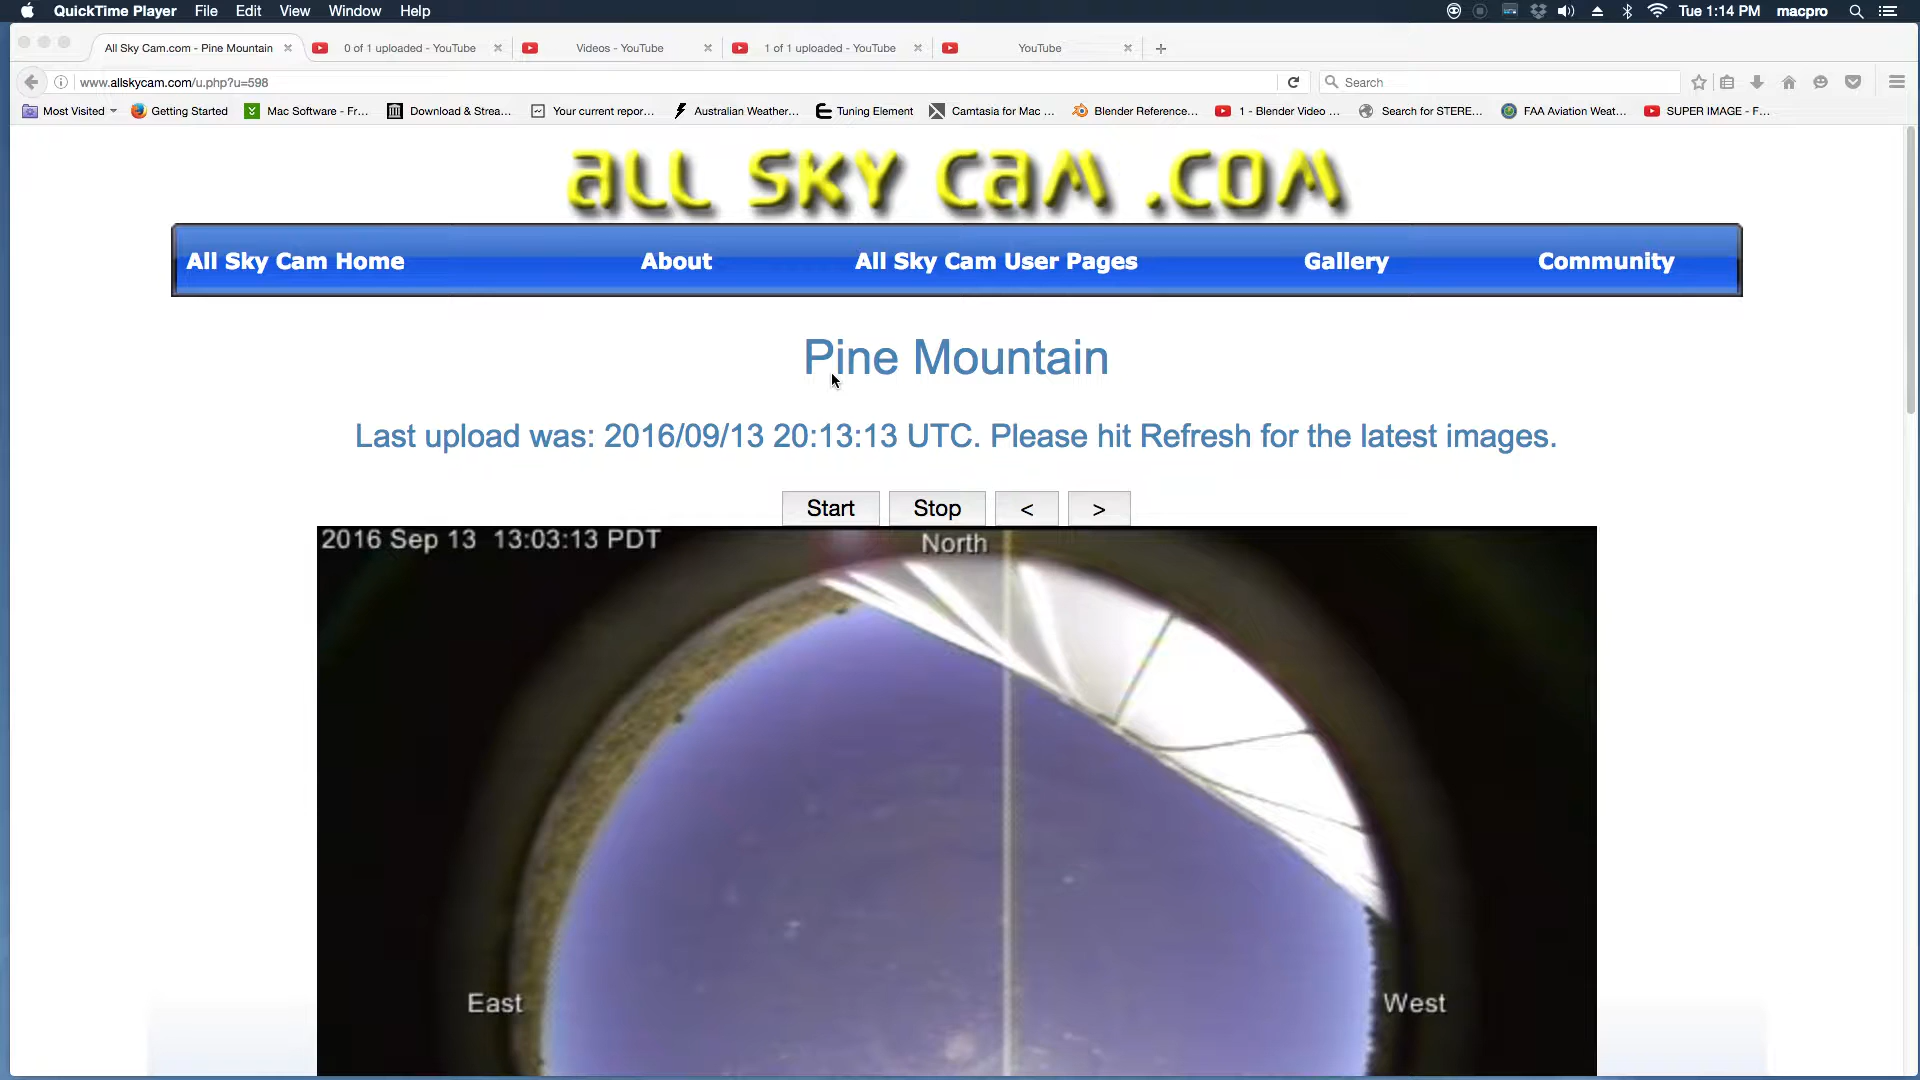 QuickTime Player File Edit View Window Help Tue 1:14 PM macpro
All Sky Cam.com - Pine Mountain 0 of 1 uploaded - YouTube Videos - YouTube 1 of 1 uploaded - YouTube YouTube
www.allskycam.com/u.php?u=598 Search
Most Visited Getting Started Mac Software - Fr... Download & Strea... Your current repor... Australian Weather... Tuning Element Camtasia for Mac ... Blender Reference... 1 - Blender Video ... Search for STERE... FAA Aviation Weat... SUPER IMAGE - F...
ALL SKY CAM .COM
All Sky Cam Home About All Sky Cam User Pages Gallery Community
Pine Mountain
Last upload was: 2016/09/13 20:13:13 UTC. Please hit Refresh for the latest images.
Start Stop < >
2016 Sep 13 13:03:13 PDT North
East West